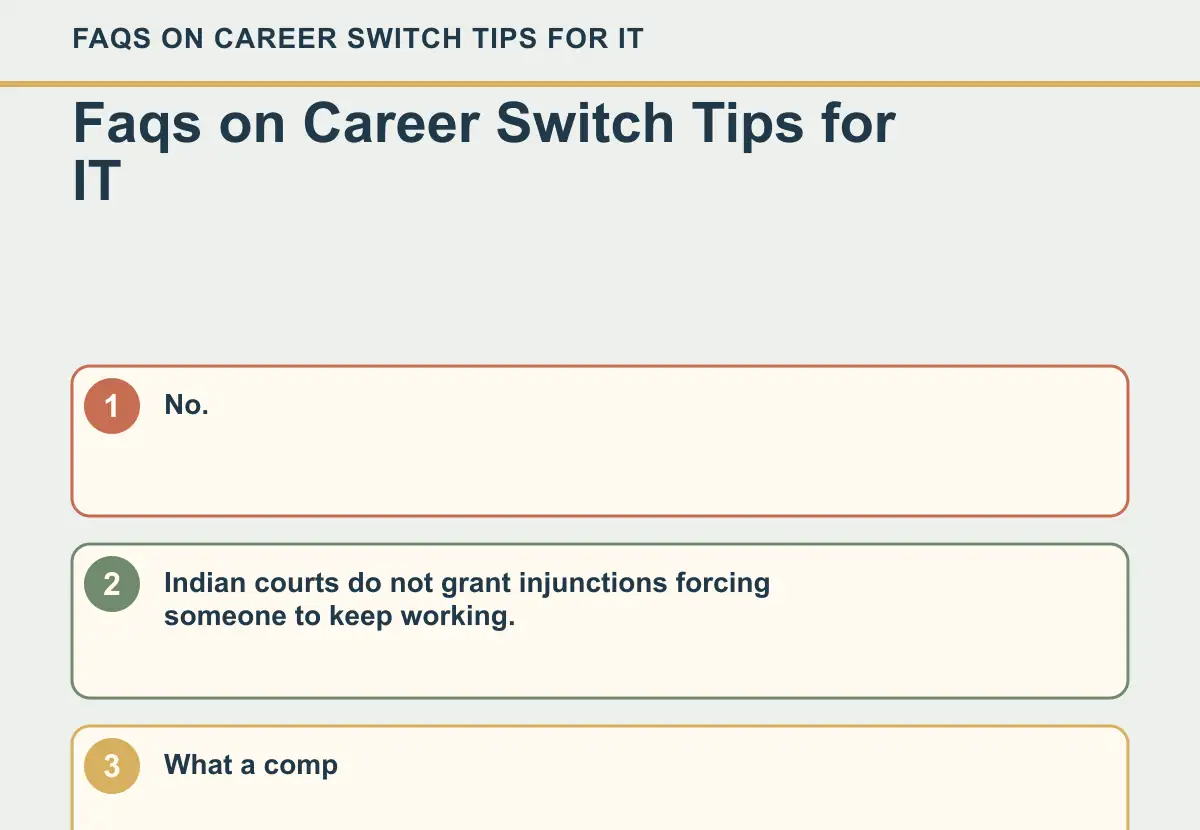 FAQS ON CAREER SWITCH TIPS FOR IT
Faqs on Career Switch Tips for
IT
1
No.
2
Indian courts do not grant injunctions forcing
someone to keep working.
3
What a comp